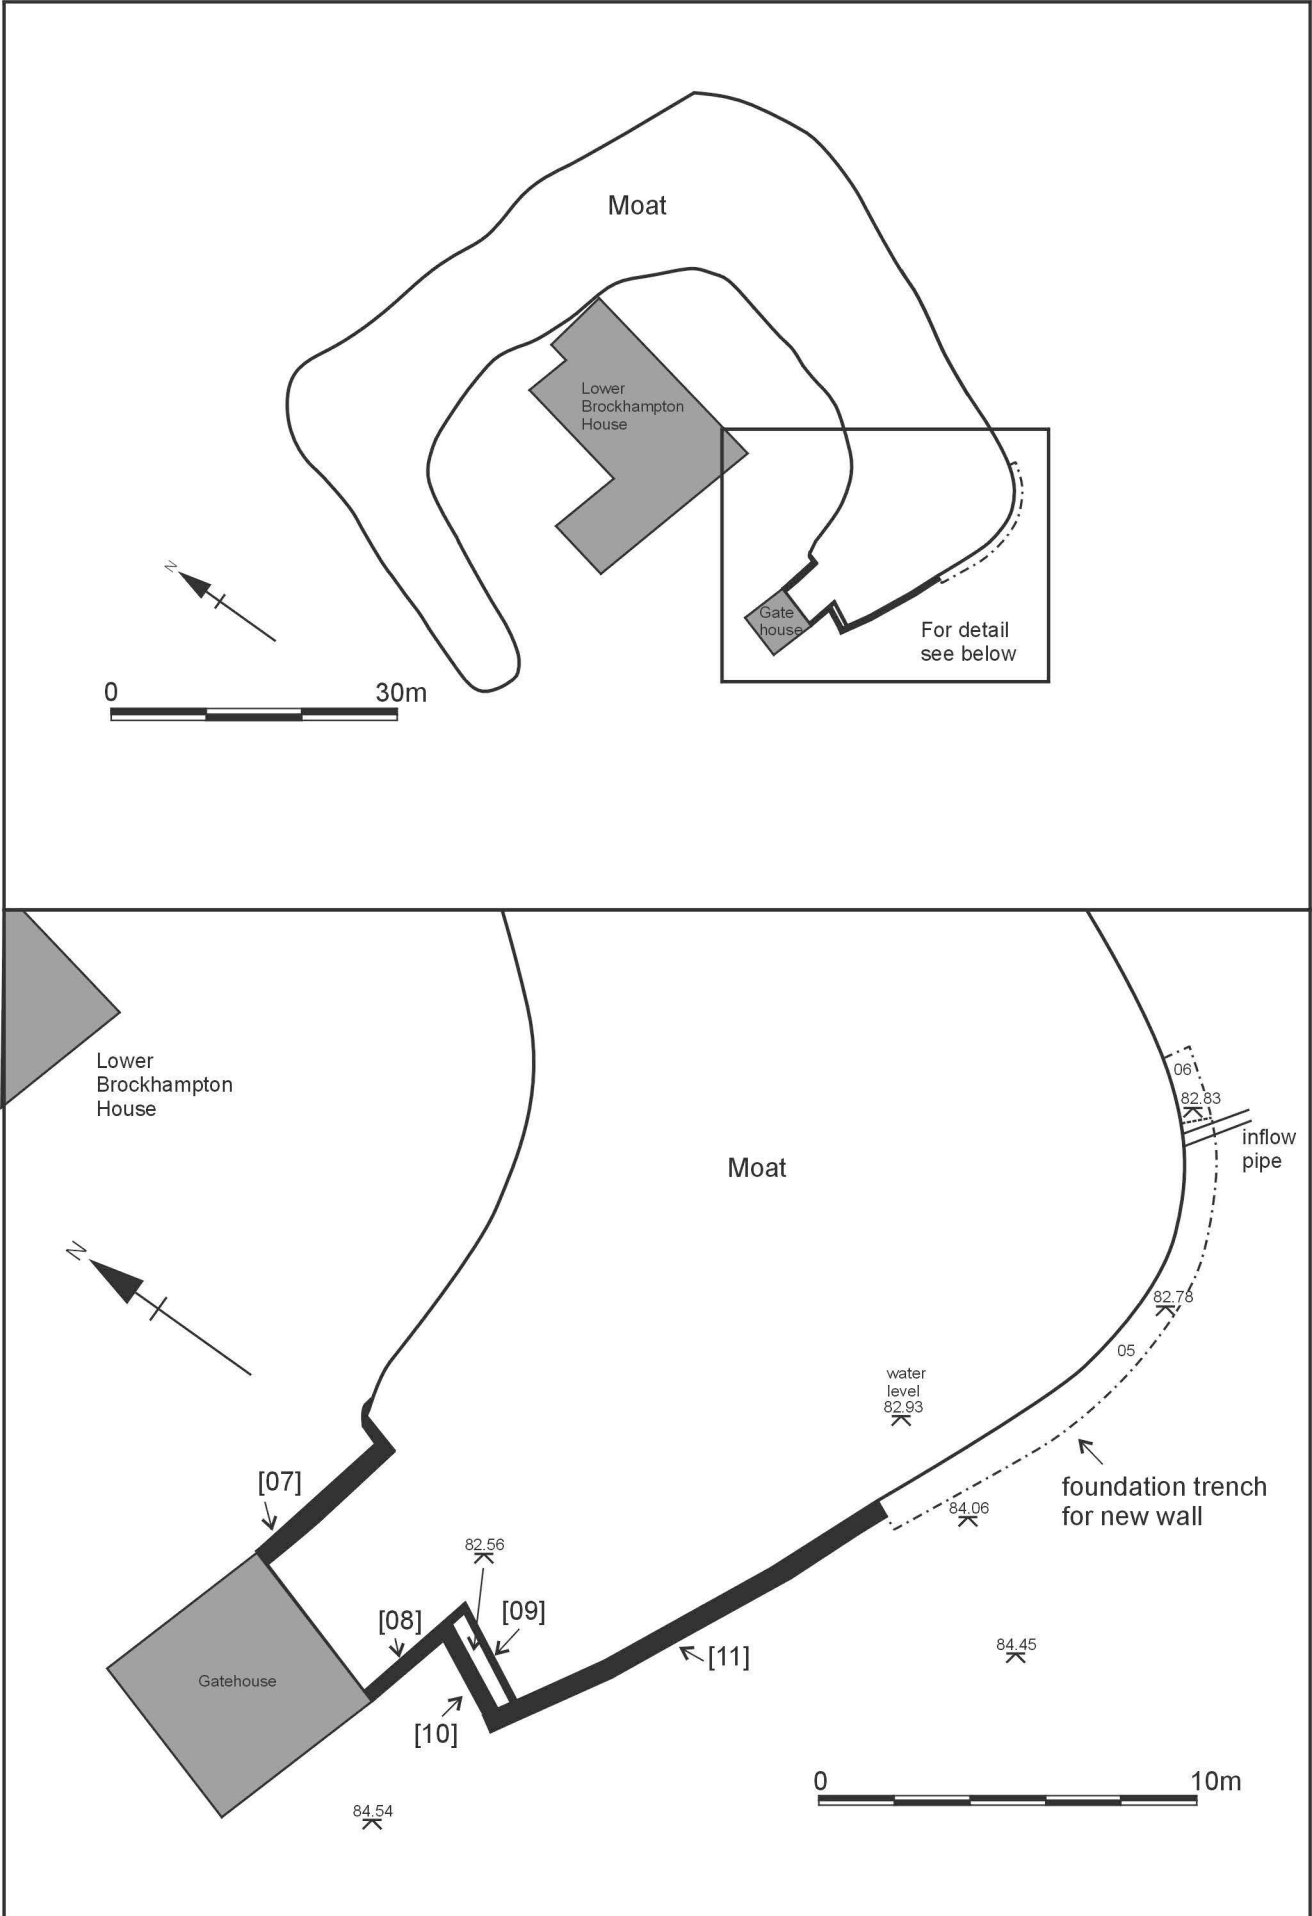 Moat
Lower
Brockhampton
House
N
Gate
house
For detail
see below
0 30m
Lower
Brockhampton
House
06
82.83
inflow
pipe
Moat
N
82.78
05
water
level
82.93
foundation trench
for new wall
[07]
84.06
82.56
[09]
[08]
84.45
[11]
Gatehouse
[10]
0 10m
84.54